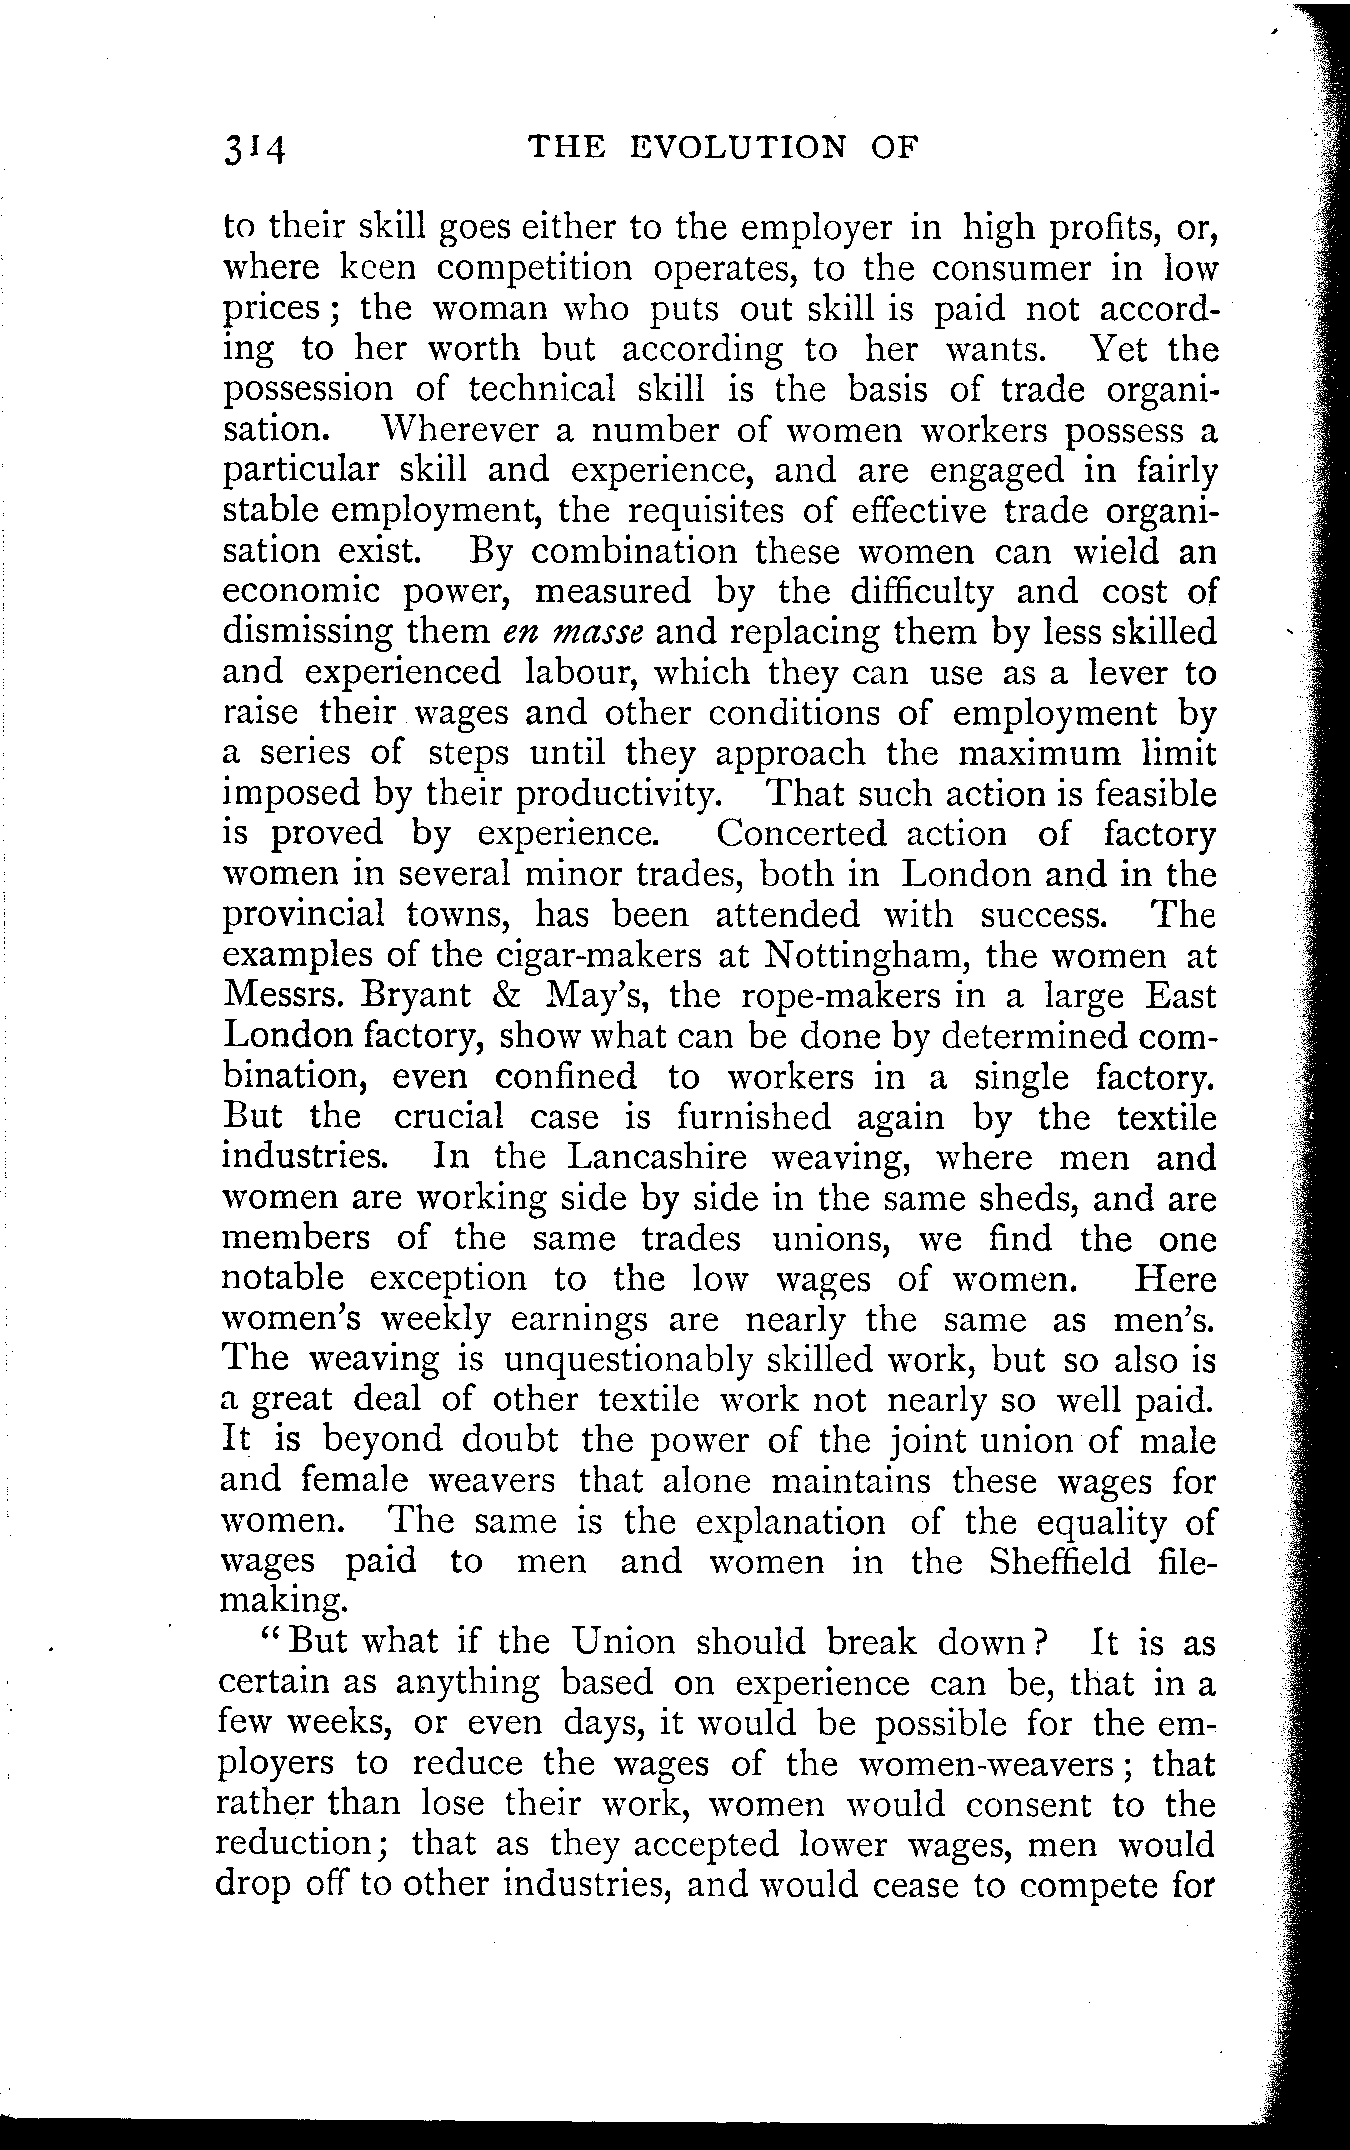 314 THE EVOLUTION OF
to their skill goes either to the employer in high profits, or,
where keen competition operates, to the consumer in low
prices ; the woman who puts out skill is paid not accord-
ing to her worth but according to her wants. Yet the
possession of technical skill is the basis of trade organi-
sation. Wherever a number of women workers possess a
particular skill and experience, and are engaged in fairly
stable employment, the requisites of effective trade organi-
sation exist. By combination these women can wield an
economic power, measured by the difficulty and cost of
dismissing them en masse and replacing them by less skilled
and experienced labour, which they can use as a lever to
raise their wages and other conditions of employment by
a series of steps until they approach the maximum limit
imposed by their productivity. That such action is feasible
is proved by experience. Concerted action of factory
women in several minor trades, both in London and in the
provincial towns, has been attended with success. The
examples of the cigar-makers at Nottingham, the women at
Messrs. Bryant & May's, the rope-makers in a large East
London factory, show what can be done by determined com-
bination, even confined to workers in a single factory.
But the crucial case is furnished again by the textile
industries. In the Lancashire weaving, where men and
women are working side by side in the same sheds, and are
members of the same trades unions, we find the one
notable exception to the low wages of women. Here
women's weekly earnings are nearly the same as men's.
The weaving is unquestionably skilled work, but so also is
a great deal of other textile work not nearly so well paid.
It is beyond doubt the power of the joint union of male
and female weavers that alone maintains these wages for
women. The same is the explanation of the equality of
wages paid to men and women in the Sheffield file-
making.
"But what if the Union should break down? It is as
certain as anything based on experience can be, that in a
few weeks, or even days, it would be possible for the em-
ployers to reduce the wages of the women-weavers ; that
rather than lose their work, women would consent to the
reduction; that as they accepted lower wages, men would
drop off to other industries, and would cease to compete for